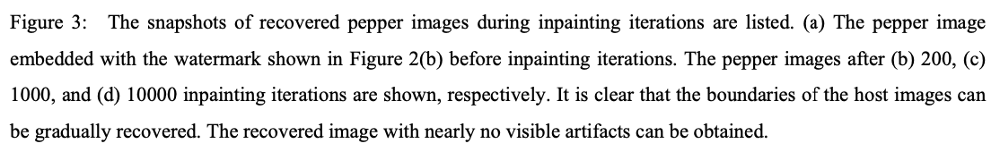 Figure 3: The snapshots of recovered pepper images during inpainting iterations are listed. (a) The pepper image
embedded with the watermark shown in Figure 2(b) before inpainting iterations. The pepper images after (b) 200, (c)
1000, and (d) 10000 inpainting iterations are shown, respectively. It is clear that the boundaries of the host images can
be gradually recovered. The recovered image with nearly no visible artifacts can be obtained.